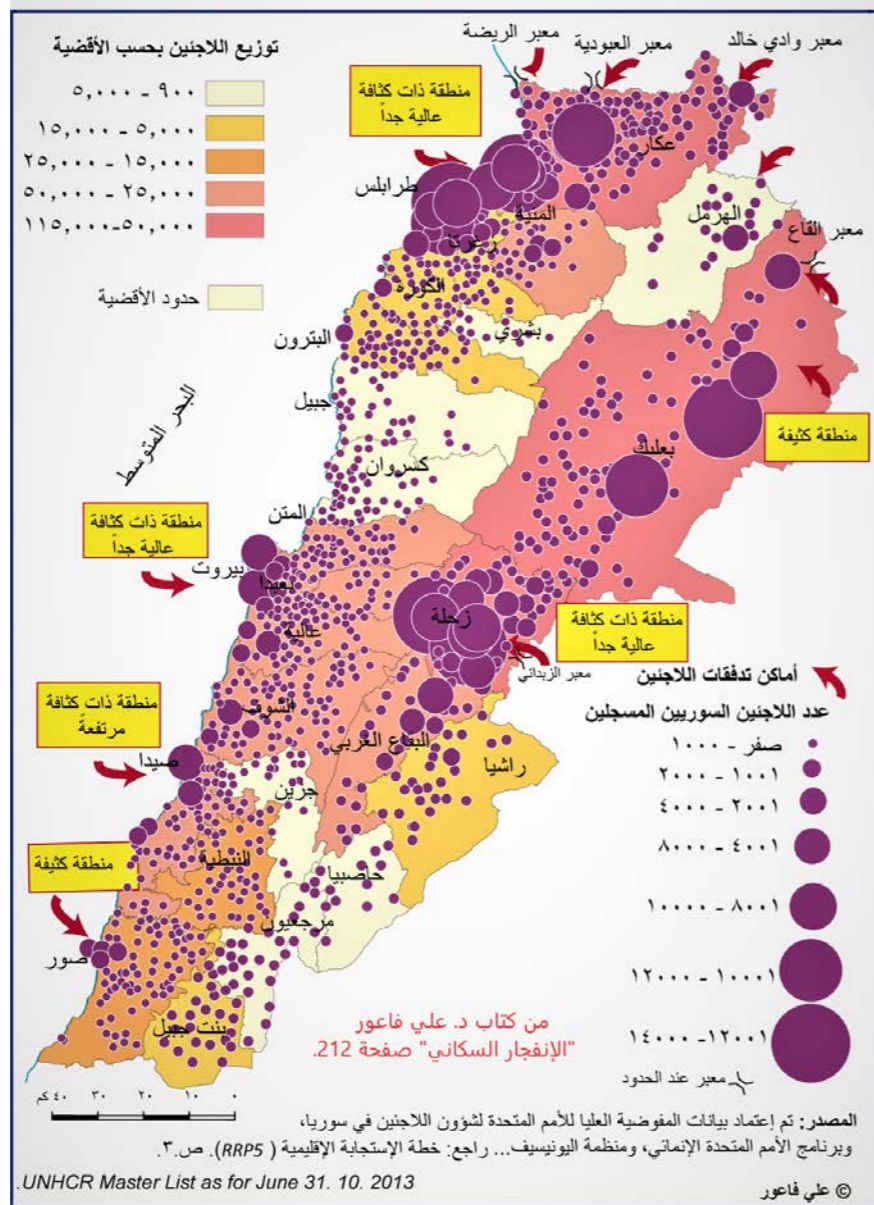 توزيع اللاجئين بحسب الأقضية
٩٠٠ - ٥,٠٠٠
٥,٠٠٠ - ١٥,٠٠٠
١٥,٠٠٠ - ٢٥,٠٠٠
٢٥,٠٠٠ - ٥٠,٠٠٠
٥٠,٠٠٠-١١٥,٠٠٠
حدود الأقضية
معبر الريضة
معبر العبودية
معبر وادي خالد
منطقة ذات كثافة
عالية جداً
عكار
طرابلس
المنية
الهرمل
زغرتا
معبر القاع
الكورة
بشري
البترون
جبيل
البحر المتوسط
منطقة كثيفة
بعلبك
كسروان
المتن
منطقة ذات كثافة
عالية جداً
بيروت
بعبدا
زحلة
عالية
منطقة ذات كثافة
عالية جداً
معبر الزبداني
أماكن تدفقات اللاجئين
منطقة ذات كثافة
مرتفعة
الشوف
البقاع الغربي
صيدا
راشيا
جزين
عدد اللاجئين السوريين المسجلين
صفر - ١٠٠٠
١٠٠١ - ٢٠٠٠
٢٠٠١ - ٤٠٠٠
٤٠٠١ - ٨٠٠٠
٨٠٠١ - ١٠٠٠٠
١٠٠٠١ - ١٢٠٠٠
١٢٠٠١- ١٤٠٠٠
معبر عند الحدود
منطقة كثيفة
النبطية
حاصبيا
مرجعيون
صور
بنت جبيل
من كتاب د. علي فاعور
"الإنفجار السكاني" صفحة 212.
٠ ١٠ ٢٠ ٣٠ ٤٠ كم
المصدر: تم إعتماد بيانات المفوضية العليا للأمم المتحدة لشؤون اللاجئين في سوريا،
وبرنامج الأمم المتحدة الإنمائي، ومنظمة اليونيسيف... راجع: خطة الإستجابة الإقليمية ( RRP5). ص.٣.
.UNHCR Master List as for June 31. 10. 2013
© علي فاعور